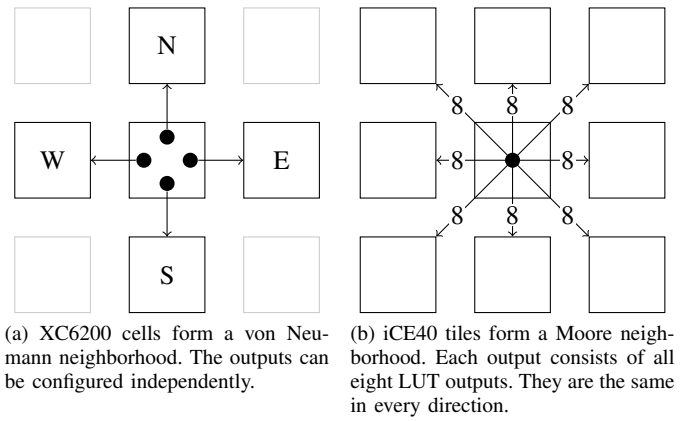 N
W
E
S
8 8 8
8 8
8 8 8
(a) XC6200 cells form a von Neu-
mann neighborhood. The outputs can
be configured independently.
(b) iCE40 tiles form a Moore neigh-
borhood. Each output consists of all
eight LUT outputs. They are the same
in every direction.